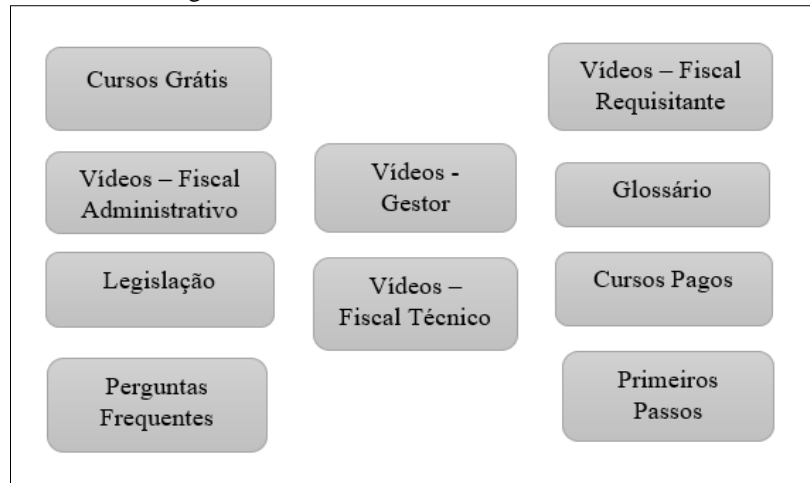 Cursos Grátis
Vídeos – Fiscal
Administrativo
Legislação
Perguntas
Frequentes
Vídeos -
Gestor
Vídeos –
Fiscal Técnico
Vídeos – Fiscal
Requisitante
Glossário
Cursos Pagos
Primeiros
Passos